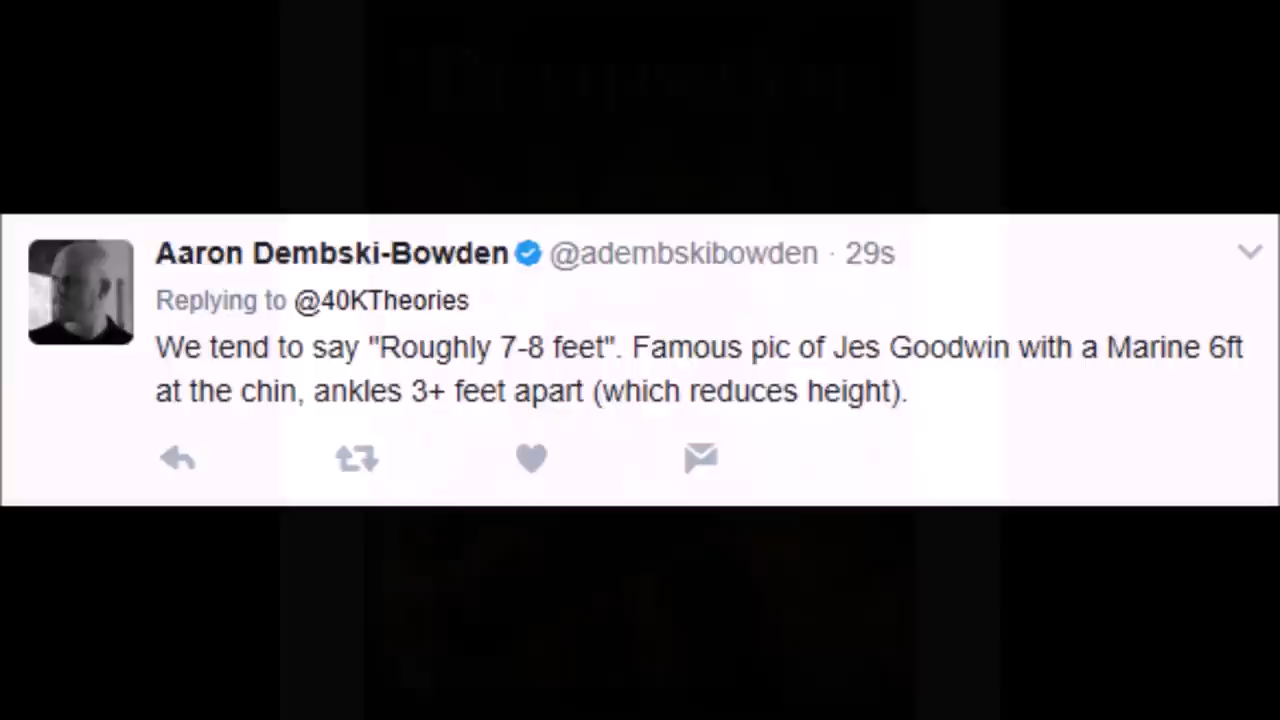 Aaron Dembski-Bowden @adembskibowden · 29s
Replying to @40KTheories
We tend to say "Roughly 7-8 feet". Famous pic of Jes Goodwin with a Marine 6ft
at the chin, ankles 3+ feet apart (which reduces height).